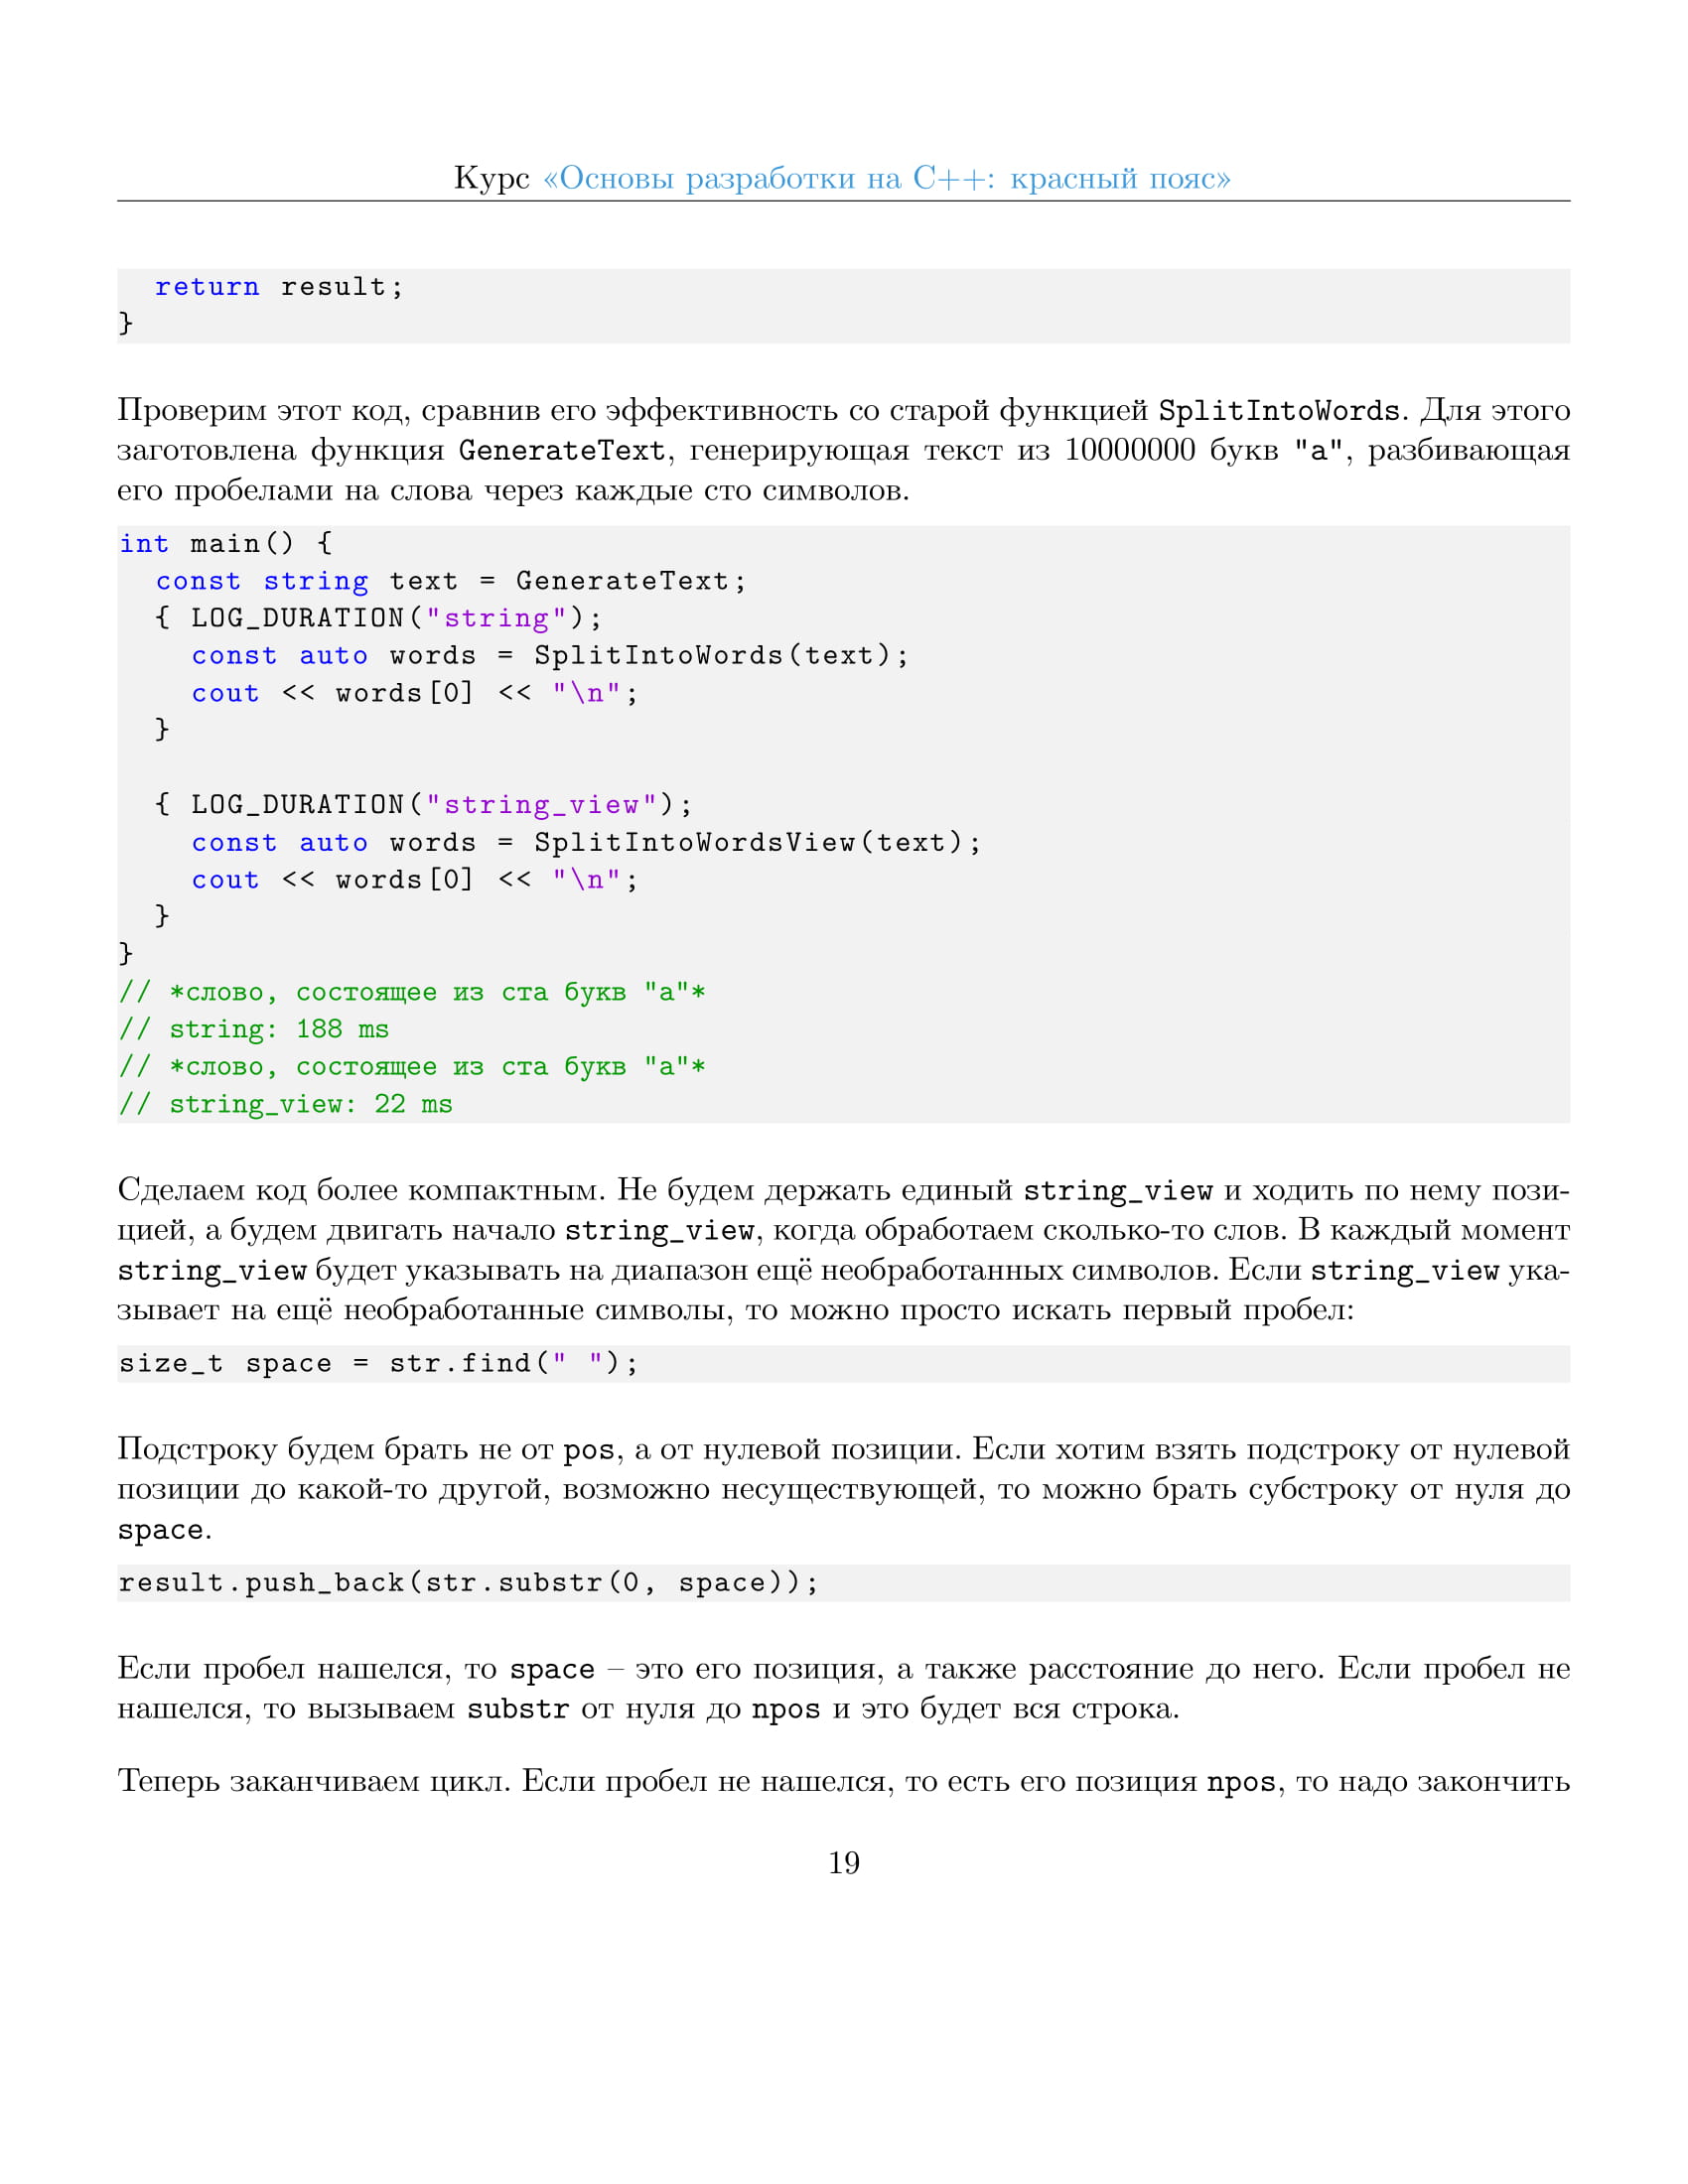 Курс «Основы разработки на C++: красный пояс»
  return result;
}
Проверим этот код, сравнив его эффективность со старой функцией SplitIntoWords. Для этого
заготовлена функция GenerateText, генерирующая текст из 10000000 букв "a", разбивающая
его пробелами на слова через каждые сто символов.
int main() {
  const string text = GenerateText;
  { LOG_DURATION("string");
    const auto words = SplitIntoWords(text);
    cout << words[0] << "\n";
  }
  { LOG_DURATION("string_view");
    const auto words = SplitIntoWordsView(text);
    cout << words[0] << "\n";
  }
}
// *слово, состоящее из ста букв "a"*
// string: 188 ms
// *слово, состоящее из ста букв "a"*
// string_view: 22 ms
Сделаем код более компактным. Не будем держать единый string_view и ходить по нему пози-
цией, а будем двигать начало string_view, когда обработаем сколько-то слов. В каждый момент
string_view будет указывать на диапазон ещё необработанных символов. Если string_view ука-
зывает на ещё необработанные символы, то можно просто искать первый пробел:
size_t space = str.find(" ");
Подстроку будем брать не от pos, а от нулевой позиции. Если хотим взять подстроку от нулевой
позиции до какой-то другой, возможно несуществующей, то можно брать субстроку от нуля до
space.
result.push_back(str.substr(0, space));
Если пробел нашелся, то space – это его позиция, а также расстояние до него. Если пробел не
нашелся, то вызываем substr от нуля до npos и это будет вся строка.
Теперь заканчиваем цикл. Если пробел не нашелся, то есть его позиция npos, то надо закончить
19